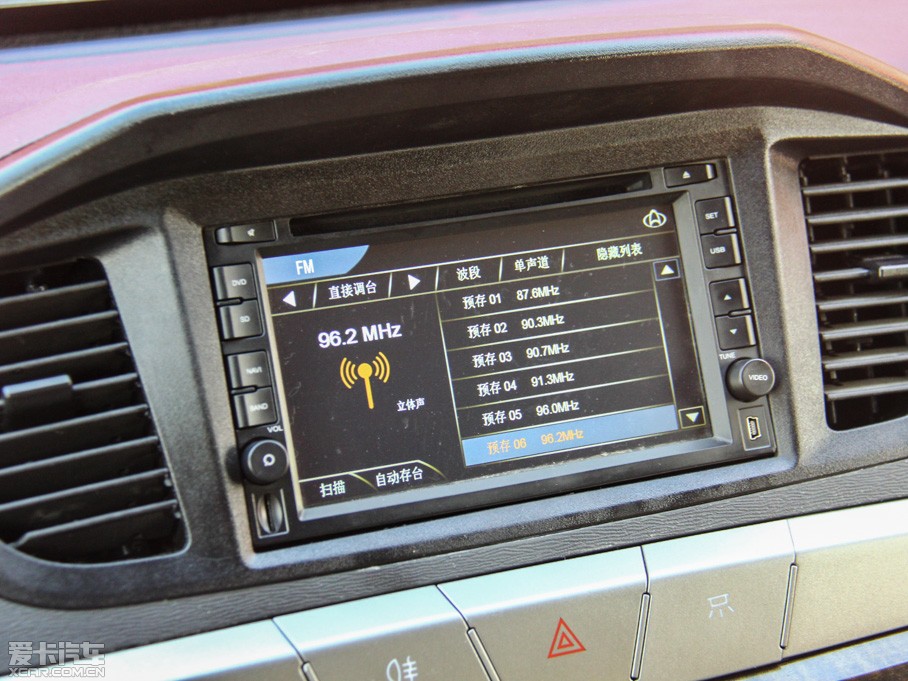 SET
DVD
USB
SD
NAVI
BAND
VOL
TUNE
VIDEO
FM
直接调台 波段 单声道 隐藏列表
96.2 MHz
立体声
预存 01 87.6MHz
预存 02 90.3MHz
预存 03 90.7MHz
预存 04 91.3MHz
预存 05 96.0MHz
预存 06 96.2MHz
扫描 自动存台
爱卡汽车
XCAR.COM.CN